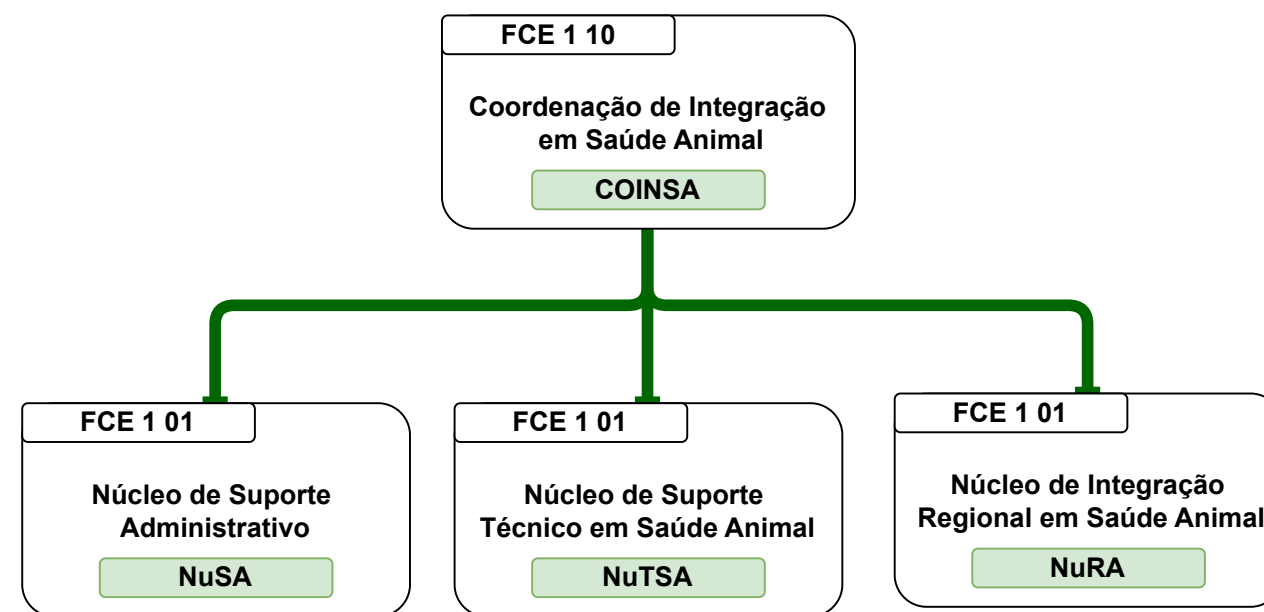 FCE 1 10
Coordenação de Integração
em Saúde Animal
COINSA
FCE 1 01
Núcleo de Suporte
Administrativo
NuSA
FCE 1 01
Núcleo de Suporte
Técnico em Saúde Animal
NuTSA
FCE 1 01
Núcleo de Integração
Regional em Saúde Animal
NuRA